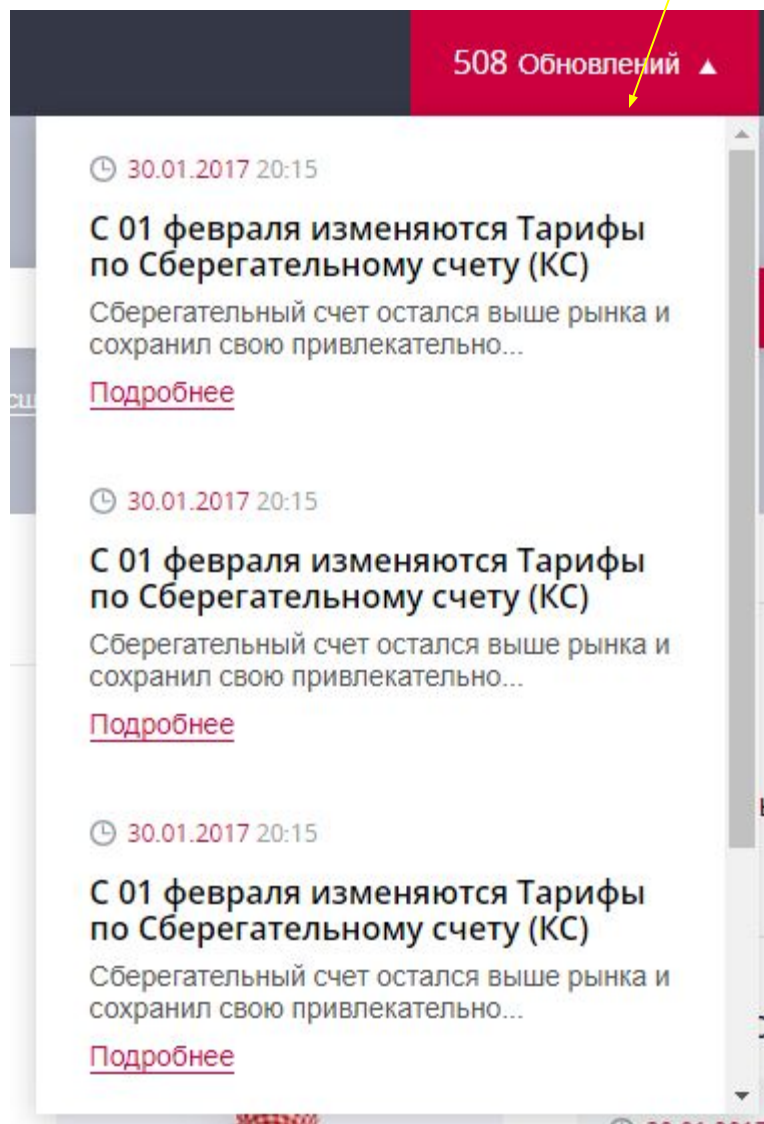 508 Обновлений ▲
30.01.2017 20:15
С 01 февраля изменяются Тарифы
по Сберегательному счету (КС)
Сберегательный счет остался выше рынка и
сохранил свою привлекательно...
Подробнее
30.01.2017 20:15
С 01 февраля изменяются Тарифы
по Сберегательному счету (КС)
Сберегательный счет остался выше рынка и
сохранил свою привлекательно...
Подробнее
30.01.2017 20:15
С 01 февраля изменяются Тарифы
по Сберегательному счету (КС)
Сберегательный счет остался выше рынка и
сохранил свою привлекательно...
Подробнее